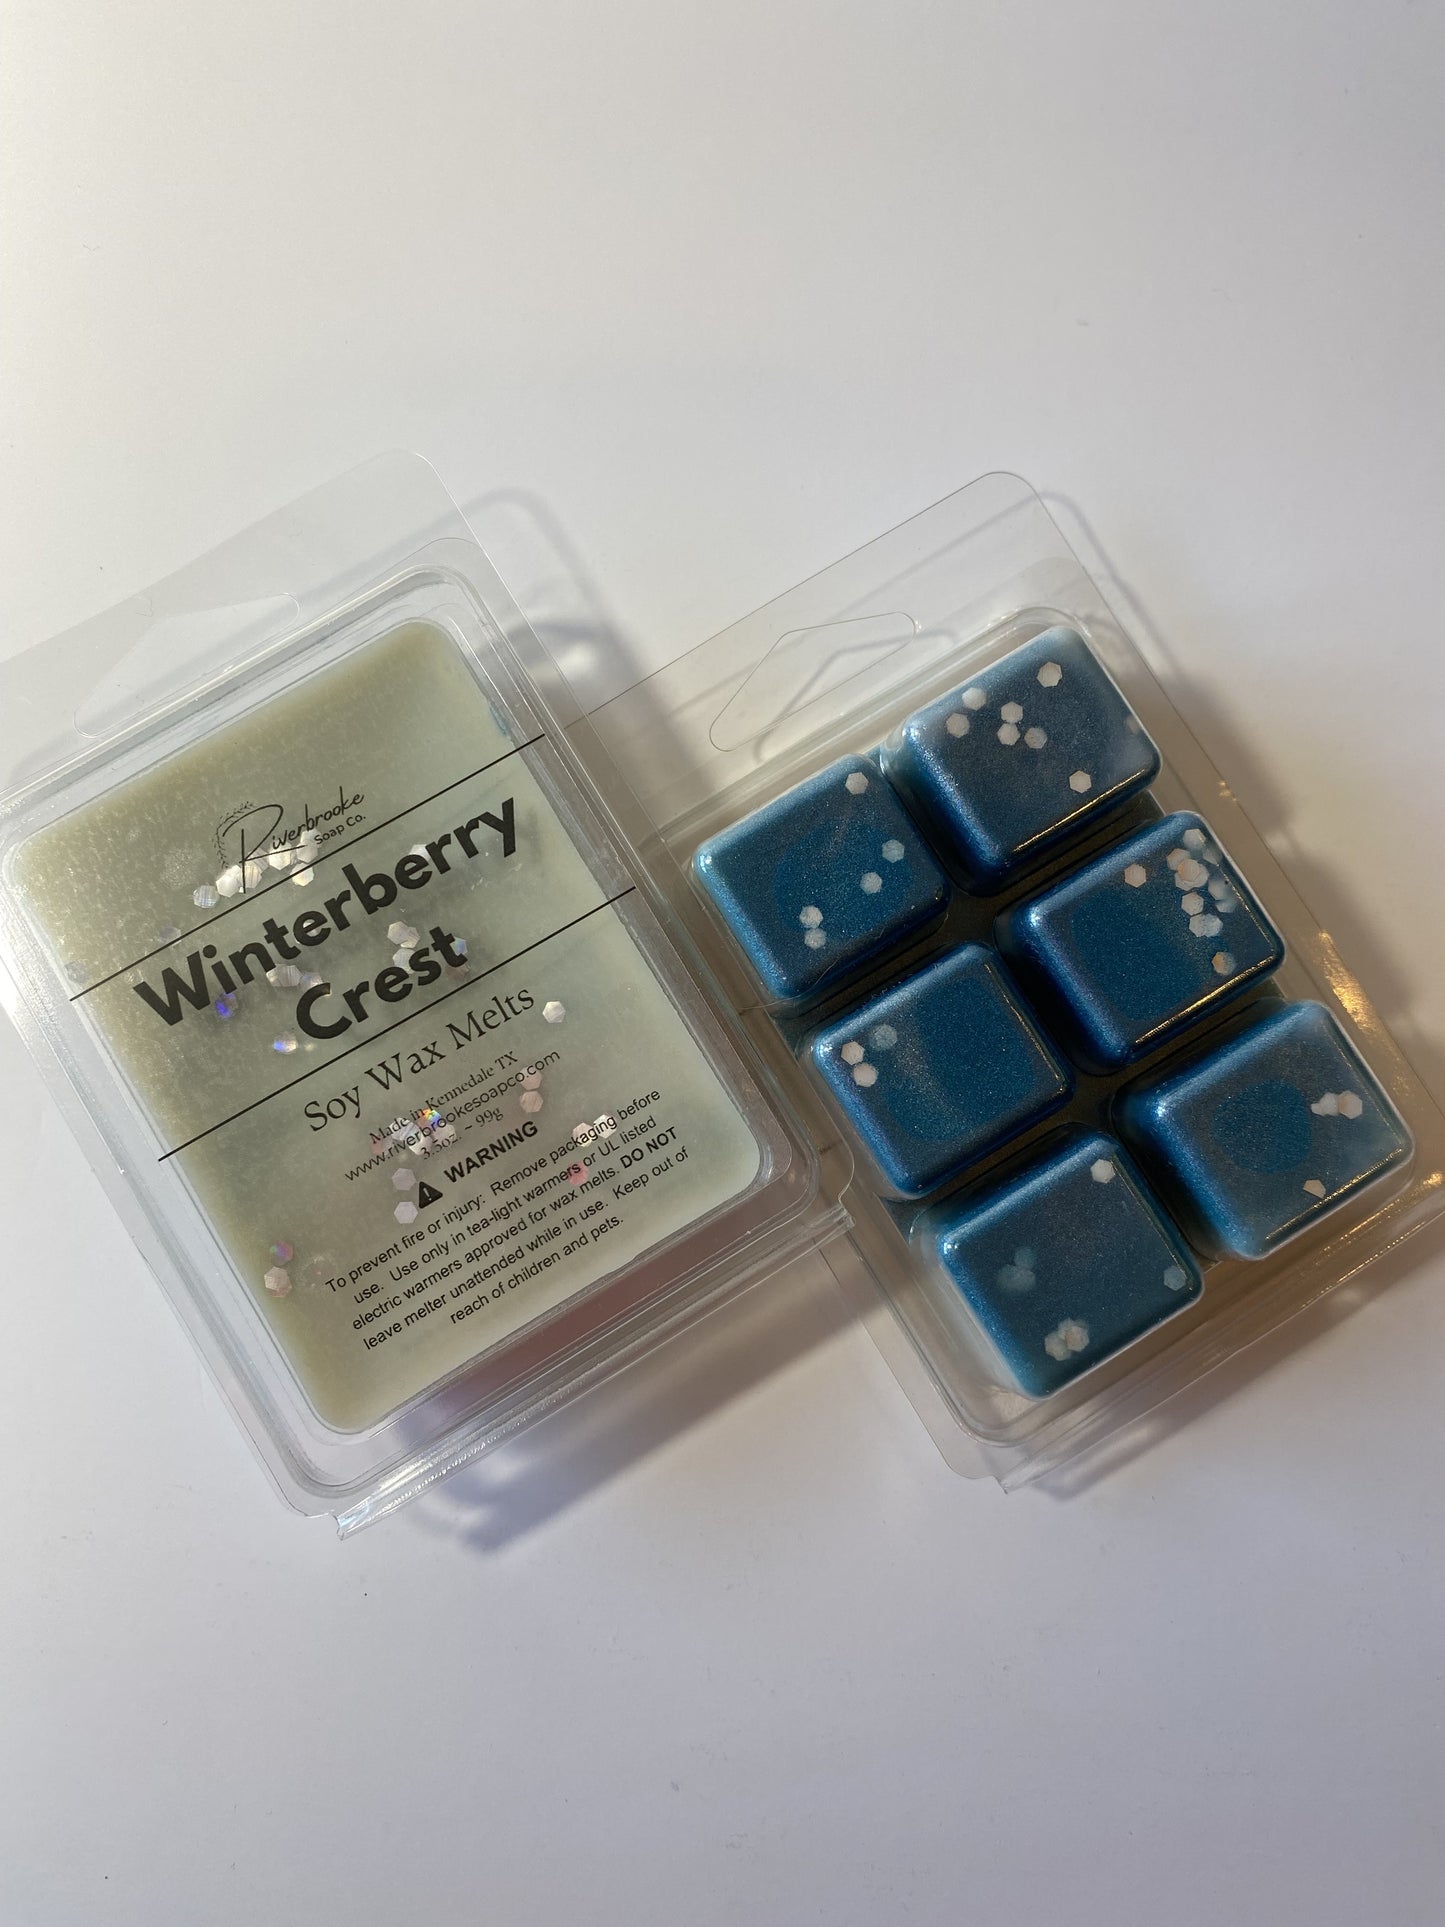 Riverbrooke
Soap Co.
Winterberry
Crest
Soy Wax Melts
Made in Kennedale TX
www.riverbrookesoapco.com
3.5oz. ~ 99g
WARNING
To prevent fire or injury: Remove packaging before
use. Use only in tea-light warmers or UL listed
electric warmers approved for wax melts. DO NOT
leave melter unattended while in use. Keep out of
reach of children and pets.